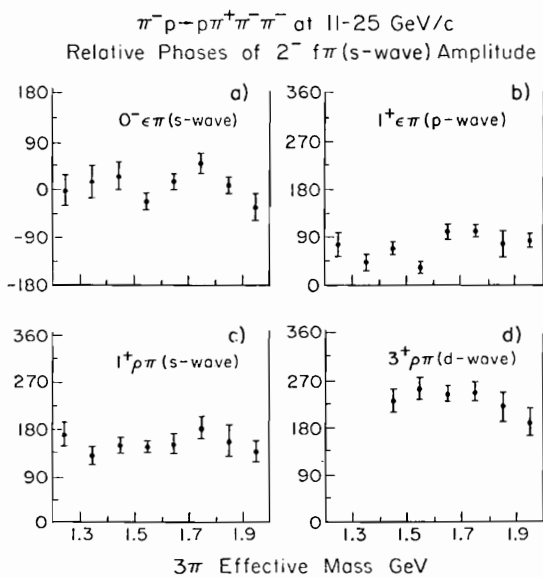 π⁻p→pπ⁺π⁻π⁻ at 11-25 GeV/c
Relative Phases of 2⁻ fπ(s-wave) Amplitude
a)
0⁻επ(s-wave)
180
90
0
-90
-180
b)
1⁺επ(p-wave)
360
270
180
90
0
c)
1⁺ρπ(s-wave)
360
270
180
90
0
1.3 1.5 1.7 1.9
d)
3⁺ρπ(d-wave)
360
270
180
90
0
1.3 1.5 1.7 1.9
3π Effective Mass GeV